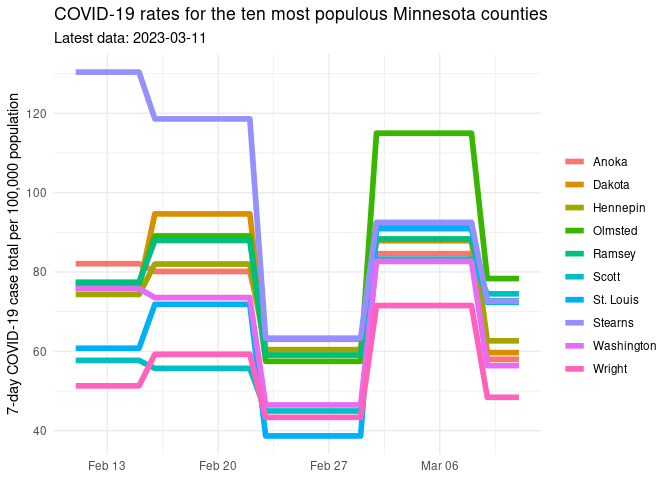 COVID-19 rates for the ten most populous Minnesota counties
Latest data: 2023-03-11
7-day COVID-19 case total per 100,000 population
120
100
80
60
40
Feb 13
Feb 20
Feb 27
Mar 06
Anoka
Dakota
Hennepin
Olmsted
Ramsey
Scott
St. Louis
Stearns
Washington
Wright